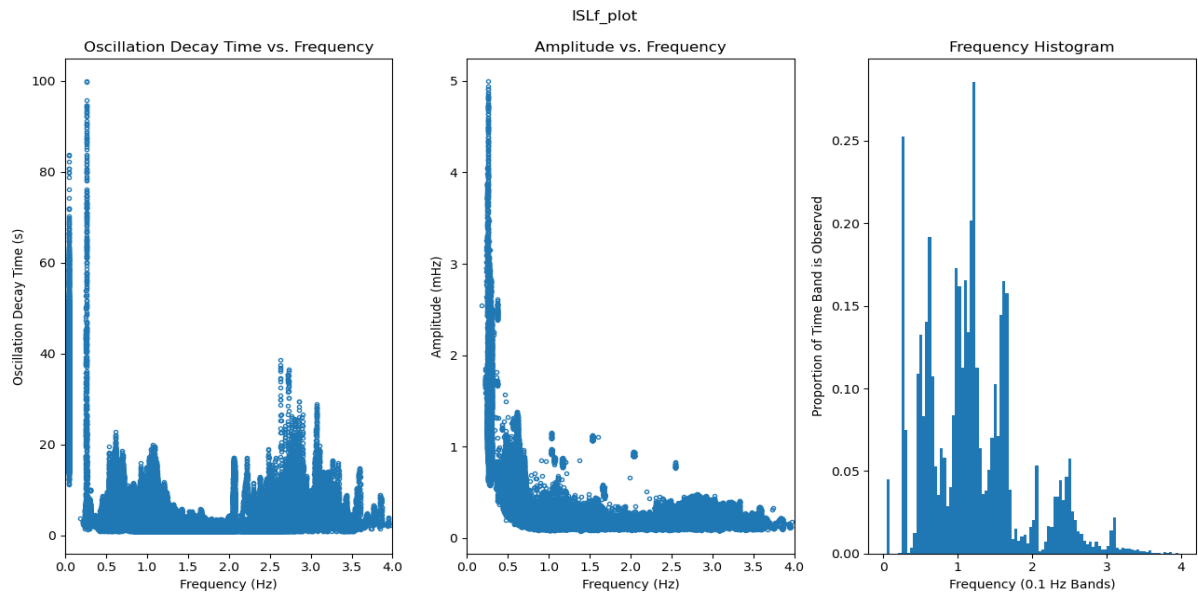 ISLf_plot
Oscillation Decay Time vs. Frequency
Oscillation Decay Time (s)
100
80
60
40
20
0
0.0 0.5 1.0 1.5 2.0 2.5 3.0 3.5 4.0
Frequency (Hz)
Amplitude vs. Frequency
Amplitude (mHz)
5
4
3
2
1
0
0.0 0.5 1.0 1.5 2.0 2.5 3.0 3.5 4.0
Frequency (Hz)
Frequency Histogram
Proportion of Time Band is Observed
0.25
0.20
0.15
0.10
0.05
0.00
0 1 2 3 4
Frequency (0.1 Hz Bands)